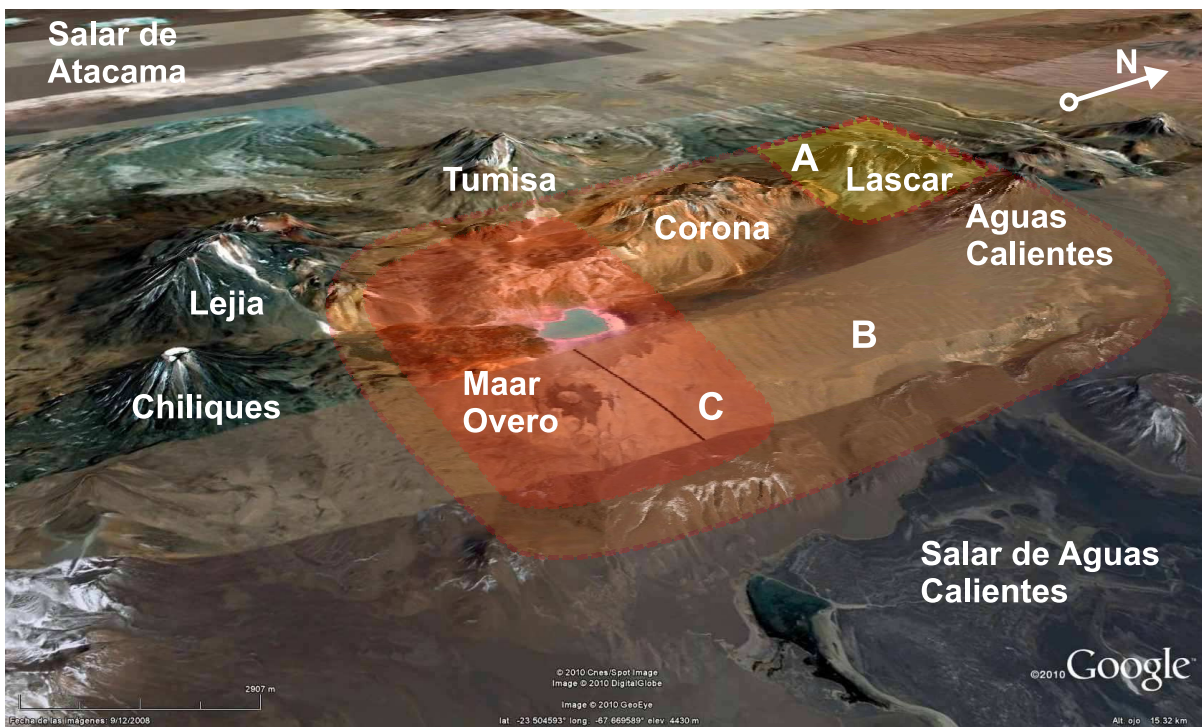 Salar de
Atacama
N
A
Tumisa
Lascar
Corona
Aguas
Calientes
Lejia
B
Maar
Overo
C
Chiliques
Salar de Aguas
Calientes
©2010 Google™
2907 m
© 2010 Cnes/Spot Image
Image © 2010 DigitalGlobe
Image © 2010 GeoEye
Fecha de las imágenes: 9/12/2008
lat -23.504593° long -67.669589° elev 4430 m
Alt. ojo 15.32 km